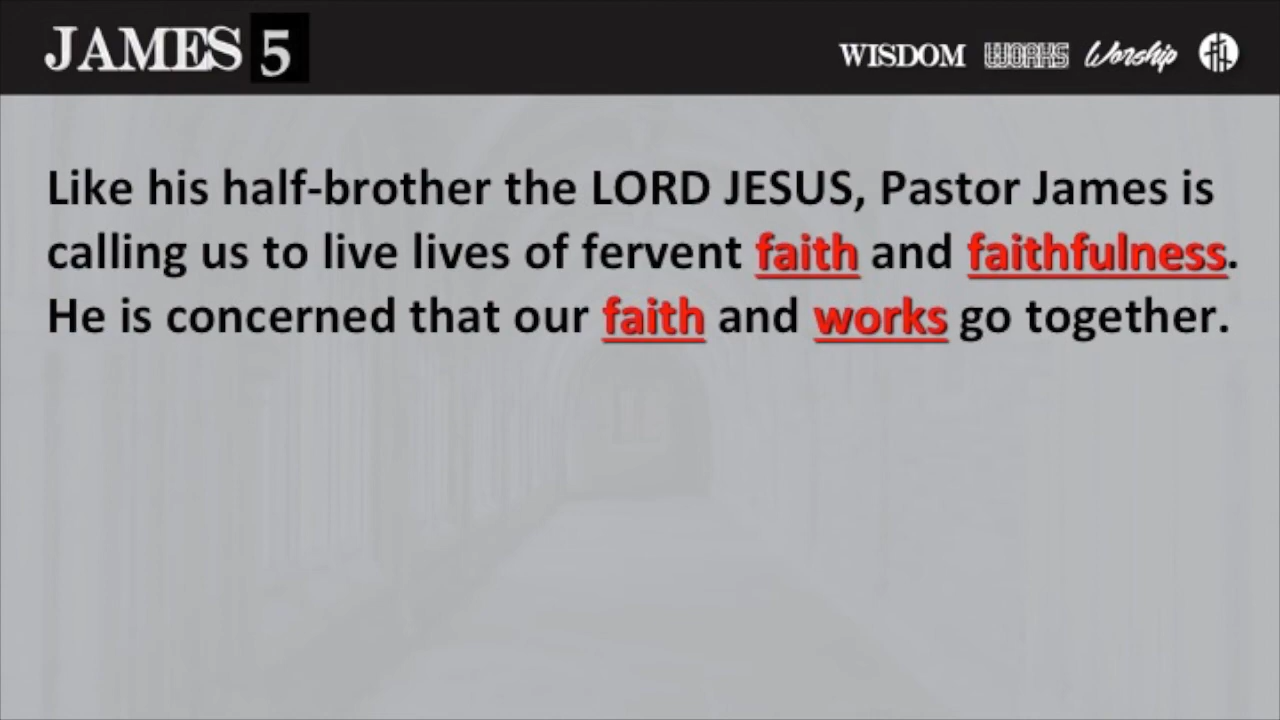 JAMES 5
WISDOM WORKS Worship
Like his half-brother the LORD JESUS, Pastor James is
calling us to live lives of fervent faith and faithfulness.
He is concerned that our faith and works go together.